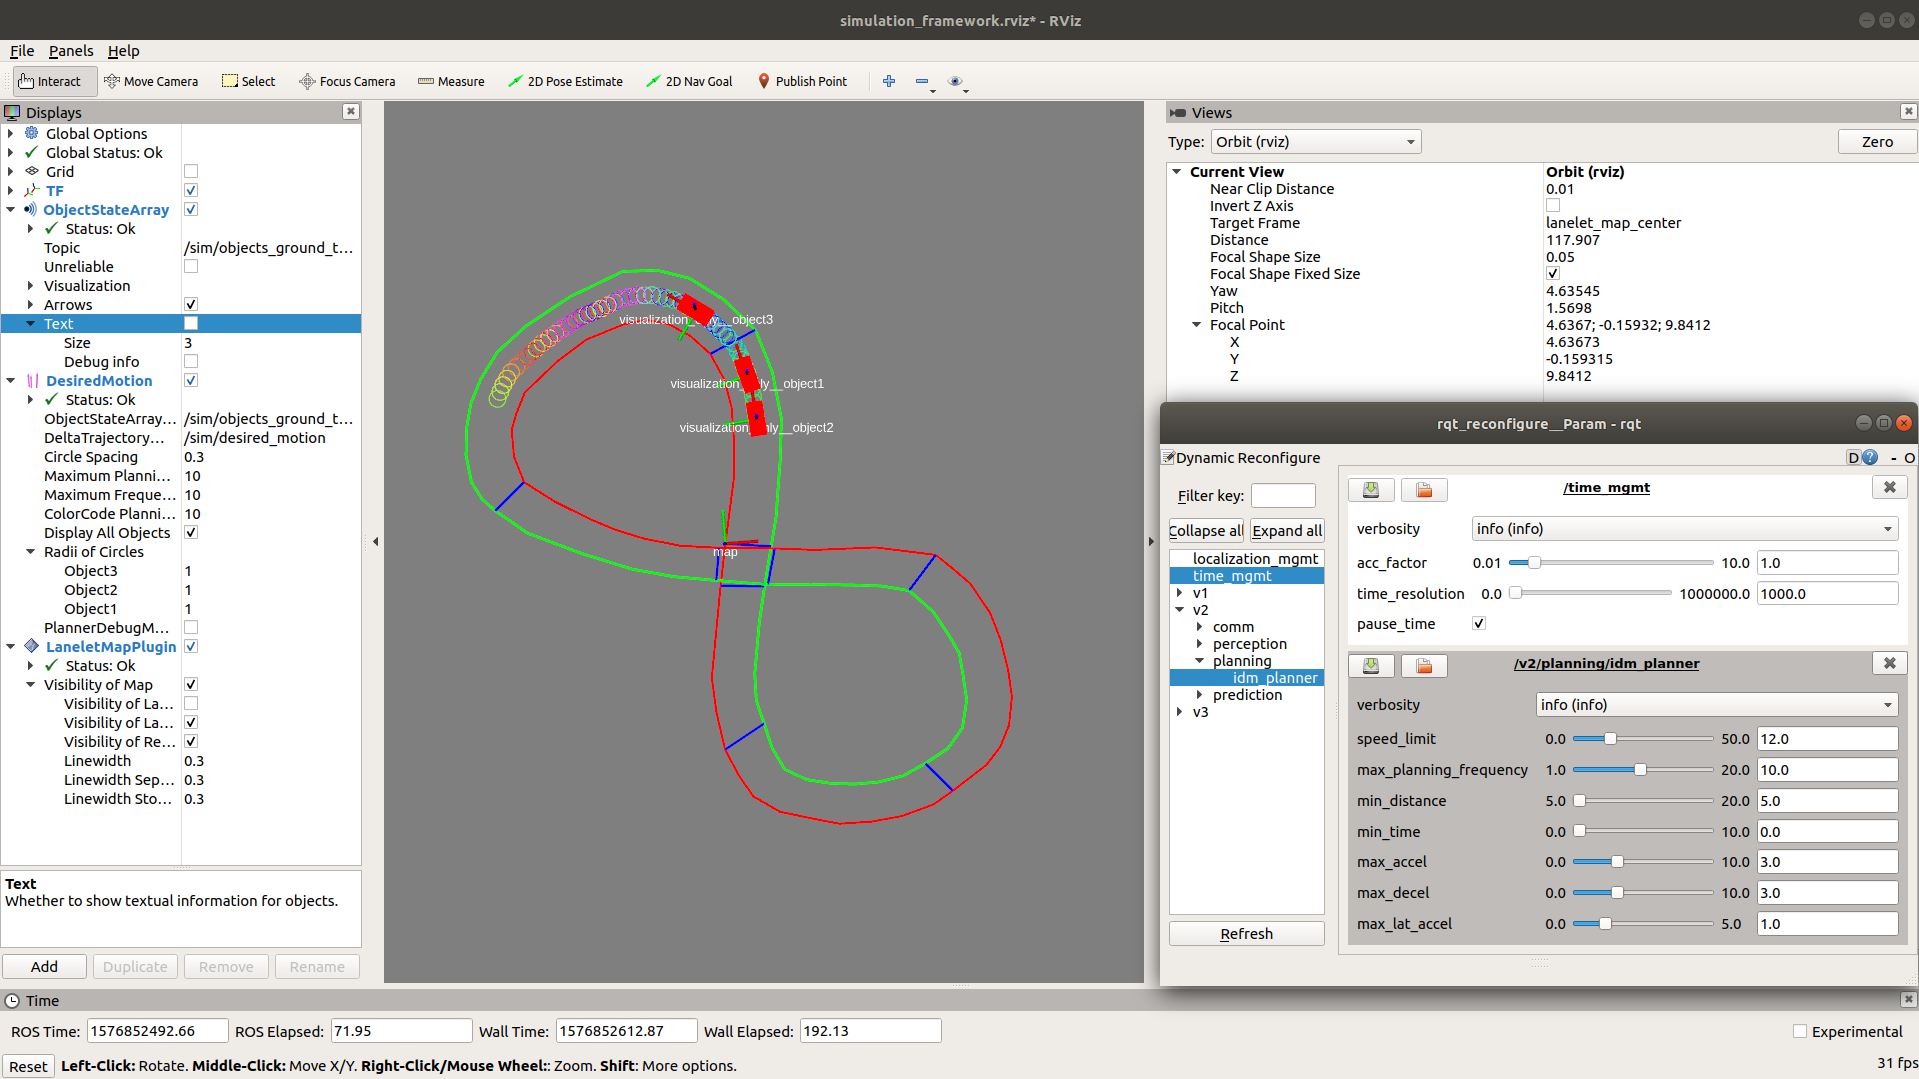 simulation_framework.rviz* - RViz
File Panels Help
Interact Move Camera Select Focus Camera Measure 2D Pose Estimate 2D Nav Goal Publish Point
Displays
Global Options
Global Status: Ok
Grid
TF
ObjectStateArray
Status: Ok
Topic /sim/objects_ground_t...
Unreliable
Visualization
Arrows
Text
Size 3
Debug info
DesiredMotion
Status: Ok
ObjectStateArray... /sim/objects_ground_t...
DeltaTrajectory... /sim/desired_motion
Circle Spacing 0.3
Maximum Planni... 10
Maximum Freque... 10
ColorCode Planni... 10
Display All Objects
Radii of Circles
Object3 1
Object2 1
Object1 1
PlannerDebugM...
LaneletMapPlugin
Status: Ok
Visibility of Map
Visibility of La...
Visibility of La...
Visibility of Re...
Linewidth 0.3
Linewidth Sep... 0.3
Linewidth Sto... 0.3
Text
Whether to show textual information for objects.
Add Duplicate Remove Rename
visualization_only__object3
visualization_only__object1
visualization_only__object2
map
Views
Type: Orbit (rviz) Zero
Current View Orbit (rviz)
Near Clip Distance 0.01
Invert Z Axis
Target Frame lanelet_map_center
Distance 117.907
Focal Shape Size 0.05
Focal Shape Fixed Size
Yaw 4.63545
Pitch 1.5698
Focal Point 4.6367; -0.15932; 9.8412
X 4.63673
Y -0.159315
Z 9.8412
rqt_reconfigure__Param - rqt
Dynamic Reconfigure D ? - O
Filter key:
Collapse all Expand all
localization_mgmt
time_mgmt
v1
v2
comm
perception
planning
idm_planner
prediction
v3
Refresh
/time_mgmt
verbosity info (info)
acc_factor 0.01 10.0 1.0
time_resolution 0.0 1000000.0 1000.0
pause_time
/v2/planning/idm_planner
verbosity info (info)
speed_limit 0.0 50.0 12.0
max_planning_frequency 1.0 20.0 10.0
min_distance 5.0 20.0 5.0
min_time 0.0 10.0 0.0
max_accel 0.0 10.0 3.0
max_decel 0.0 10.0 3.0
max_lat_accel 0.0 5.0 1.0
Time
ROS Time: 1576852492.66 ROS Elapsed: 71.95 Wall Time: 1576852612.87 Wall Elapsed: 192.13 Experimental
Reset Left-Click: Rotate. Middle-Click: Move X/Y. Right-Click/Mouse Wheel:: Zoom. Shift: More options. 31 fps